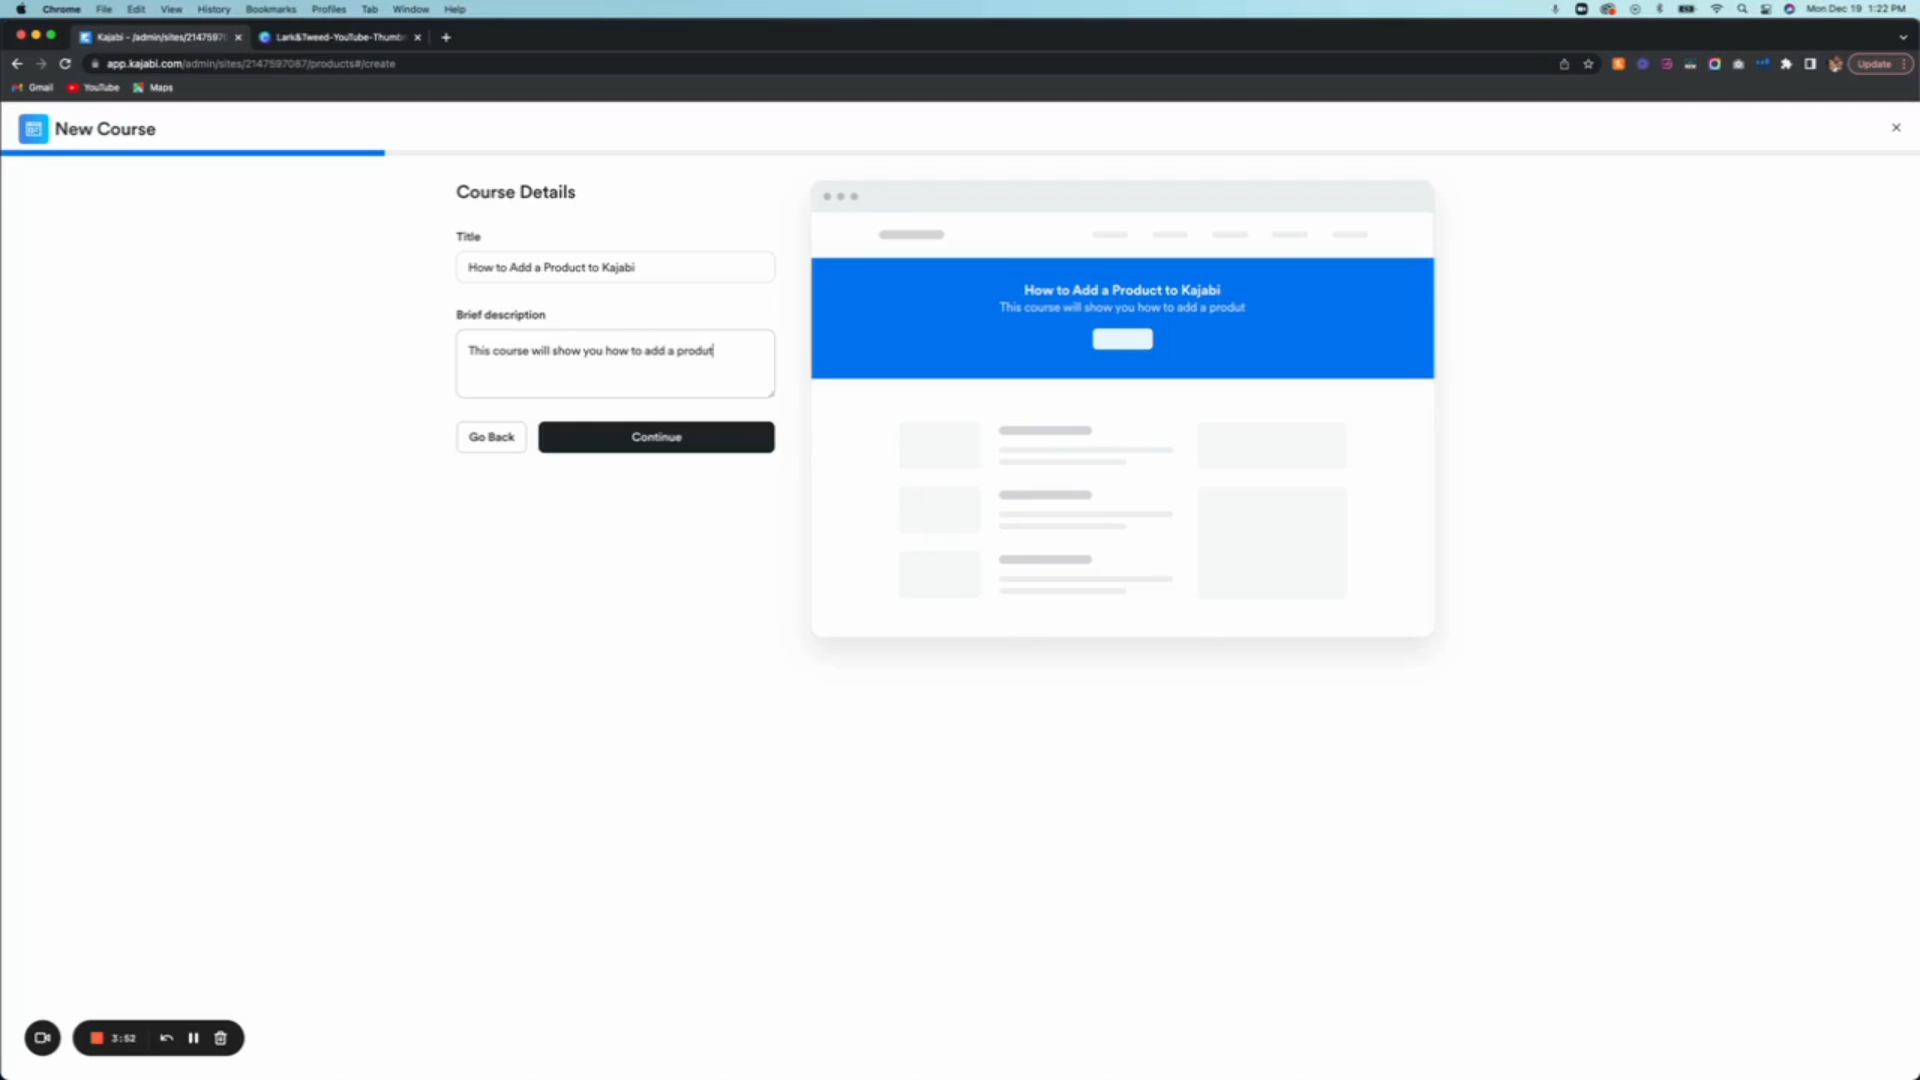 Chrome File Edit View History Bookmarks Profiles Tab Window Help
Mon Dec 19 1:22 PM
Kajabi - /admin/sites/2147597
Lark&Tweed-YouTube-Thumb
app.kajabi.com/admin/sites/2147597087/products#/create
Update
Gmail YouTube Maps
New Course
Course Details
Title
How to Add a Product to Kajabi
Brief description
This course will show you how to add a produt
Go Back
Continue
How to Add a Product to Kajabi
This course will show you how to add a produt
3:52